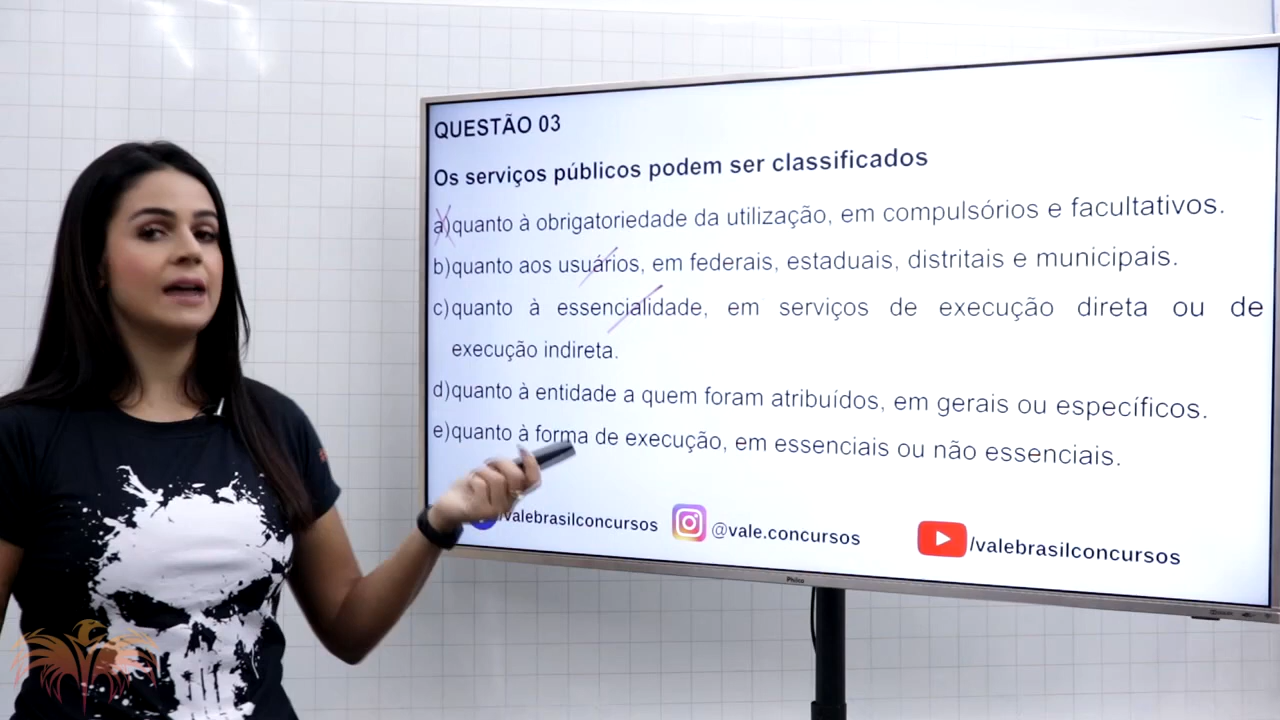 QUESTÃO 03
Os serviços públicos podem ser classificados
a)quanto à obrigatoriedade da utilização, em compulsórios e facultativos.
b)quanto aos usuários, em federais, estaduais, distritais e municipais.
c)quanto à essencialidade, em serviços de execução direta ou de
execução indireta.
d)quanto à entidade a quem foram atribuídos, em gerais ou específicos.
e)quanto à forma de execução, em essenciais ou não essenciais.
/valebrasilconcursos @vale.concursos /valebrasilconcursos
Philco